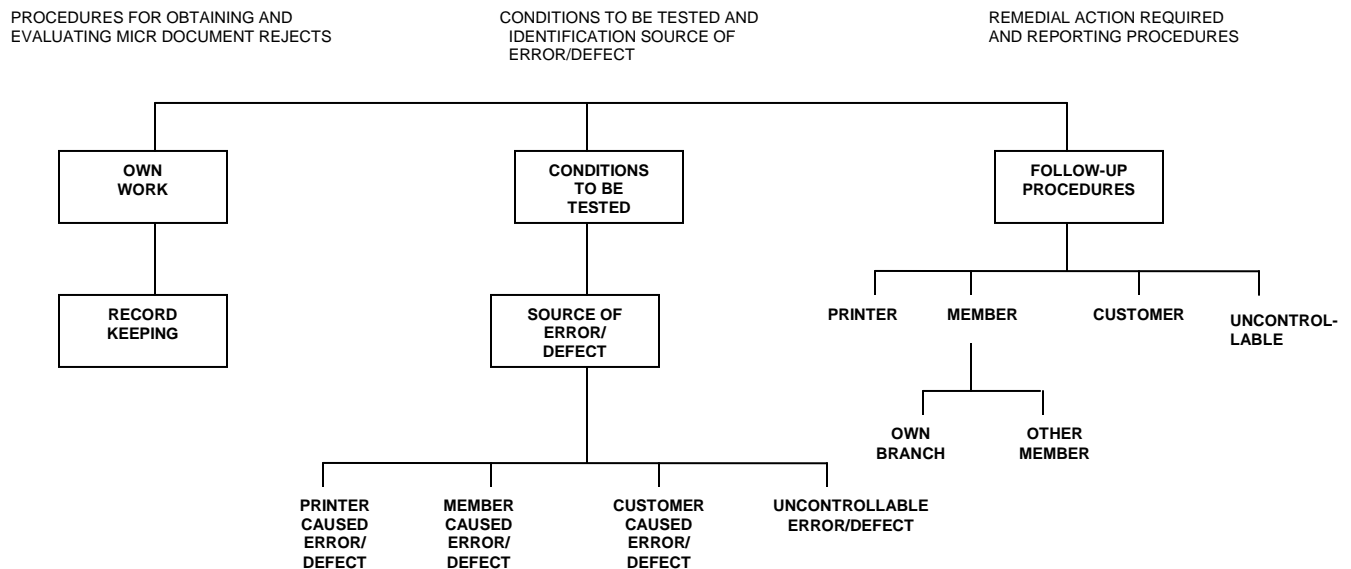 PROCEDURES FOR OBTAINING AND
EVALUATING MICR DOCUMENT REJECTS
CONDITIONS TO BE TESTED AND
IDENTIFICATION SOURCE OF
ERROR/DEFECT
REMEDIAL ACTION REQUIRED
AND REPORTING PROCEDURES
OWN
WORK
CONDITIONS
TO BE
TESTED
FOLLOW-UP
PROCEDURES
RECORD
KEEPING
SOURCE OF
ERROR/
DEFECT
PRINTER
MEMBER
CUSTOMER
UNCONTROL-
LABLE
OWN
BRANCH
OTHER
MEMBER
PRINTER
CAUSED
ERROR/
DEFECT
MEMBER
CAUSED
ERROR/
DEFECT
CUSTOMER
CAUSED
ERROR/
DEFECT
UNCONTROLLABLE
ERROR/DEFECT